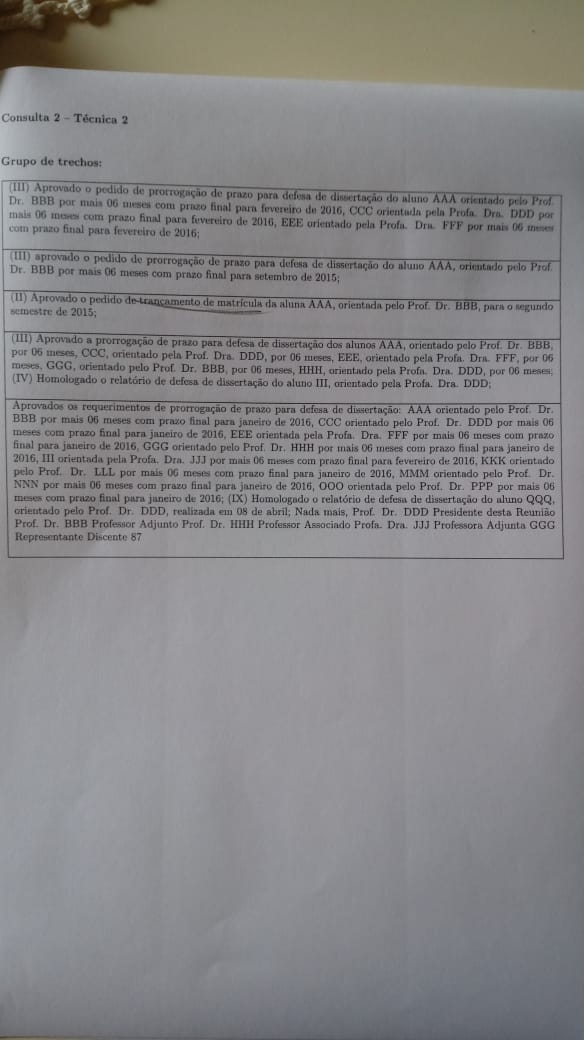 Consulta 2 – Técnica 2
Grupo de trechos:
(III) Aprovado o pedido de prorrogação de prazo para defesa de dissertação do aluno AAA orientado pelo Prof.
Dr. BBB por mais 06 meses com prazo final para fevereiro de 2016, CCC orientada pela Profa. Dra. DDD por
mais 06 meses com prazo final para fevereiro de 2016, EEE orientado pela Profa. Dra. FFF por mais 06 meses
com prazo final para fevereiro de 2016;
(III) aprovado o pedido de prorrogação de prazo para defesa de dissertação do aluno AAA, orientado pelo Prof.
Dr. BBB por mais 06 meses com prazo final para setembro de 2015;
(II) Aprovado o pedido de trancamento de matrícula da aluna AAA, orientada pelo Prof. Dr. BBB, para o segundo
semestre de 2015;
(III) Aprovado a prorrogação de prazo para defesa de dissertação dos alunos AAA, orientado pelo Prof. Dr. BBB,
por 06 meses, CCC, orientado pela Prof. Dra. DDD, por 06 meses, EEE, orientado pela Profa. Dra. FFF, por 06
meses, GGG, orientado pelo Prof. Dr. BBB, por 06 meses, HHH, orientado pela Profa. Dra. DDD, por 06 meses;
(IV) Homologado o relatório de defesa de dissertação do aluno III, orientado pela Profa. Dra. DDD;
Aprovados os requerimentos de prorrogação de prazo para defesa de dissertação: AAA orientado pelo Prof. Dr.
BBB por mais 06 meses com prazo final para janeiro de 2016, CCC orientado pelo Prof. Dr. DDD por mais 06
meses com prazo final para janeiro de 2016, EEE orientada pela Profa. Dra. FFF por mais 06 meses com prazo
final para janeiro de 2016, GGG orientado pelo Prof. Dr. HHH por mais 06 meses com prazo final para janeiro de
2016, III orientada pela Profa. Dra. JJJ por mais 06 meses com prazo final para fevereiro de 2016, KKK orientado
pelo Prof. Dr. LLL por mais 06 meses com prazo final para janeiro de 2016, MMM orientado pelo Prof. Dr.
NNN por mais 06 meses com prazo final para janeiro de 2016, OOO orientada pelo Prof. Dr. PPP por mais 06
meses com prazo final para janeiro de 2016; (IX) Homologado o relatório de defesa de dissertação do aluno QQQ,
orientado pelo Prof. Dr. DDD, realizada em 08 de abril; Nada mais, Prof. Dr. DDD Presidente desta Reunião
Prof. Dr. BBB Professor Adjunto Prof. Dr. HHH Professor Associado Profa. Dra. JJJ Professora Adjunta GGG
Representante Discente 87